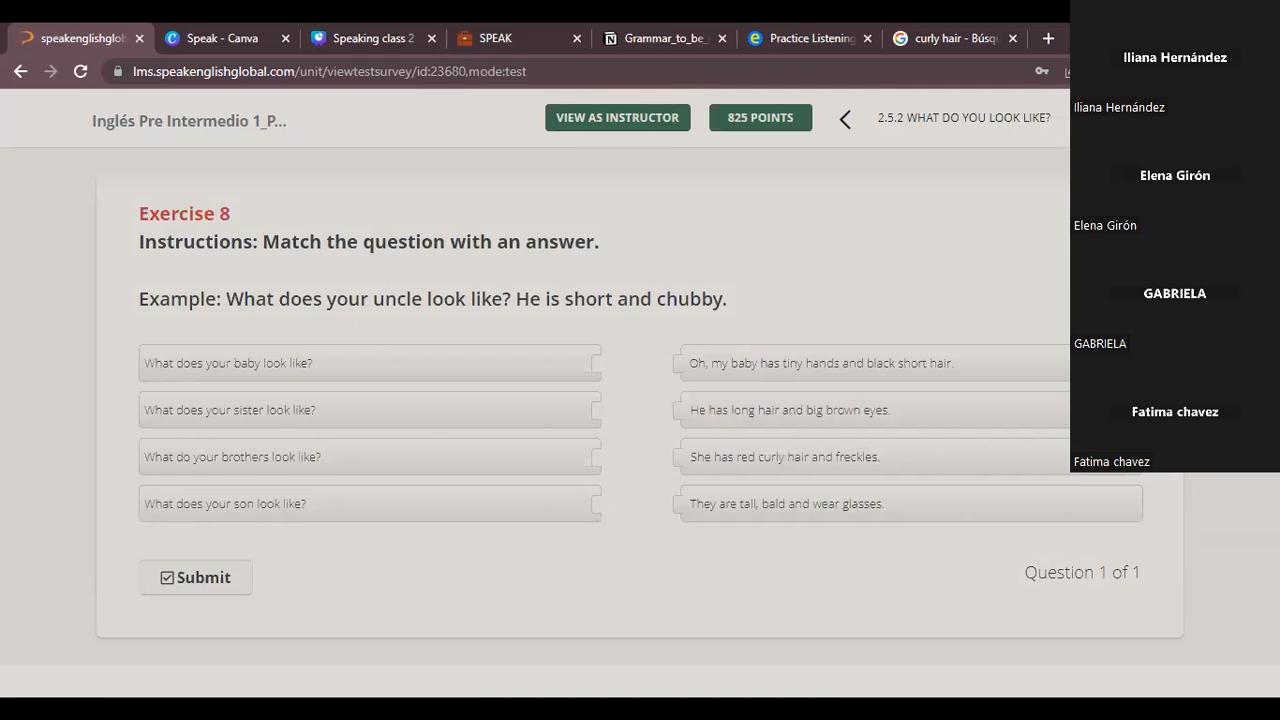 speakenglishglob
Speak - Canva
Speaking class 2
SPEAK
Grammar_to_be_
Practice Listening
curly hair - Búsq
lms.speakenglishglobal.com/unit/viewtestsurvey/id:23680,mode:test
Inglés Pre Intermedio 1_P...
VIEW AS INSTRUCTOR
825 POINTS
2.5.2 WHAT DO YOU LOOK LIKE?
Exercise 8
Instructions: Match the question with an answer.
Example: What does your uncle look like? He is short and chubby.
What does your baby look like?
Oh, my baby has tiny hands and black short hair.
What does your sister look like?
He has long hair and big brown eyes.
What do your brothers look like?
She has red curly hair and freckles.
What does your son look like?
They are tall, bald and wear glasses.
Submit
Question 1 of 1
Iliana Hernández
Iliana Hernández
Elena Girón
Elena Girón
GABRIELA
GABRIELA
Fatima chavez
Fatima chavez